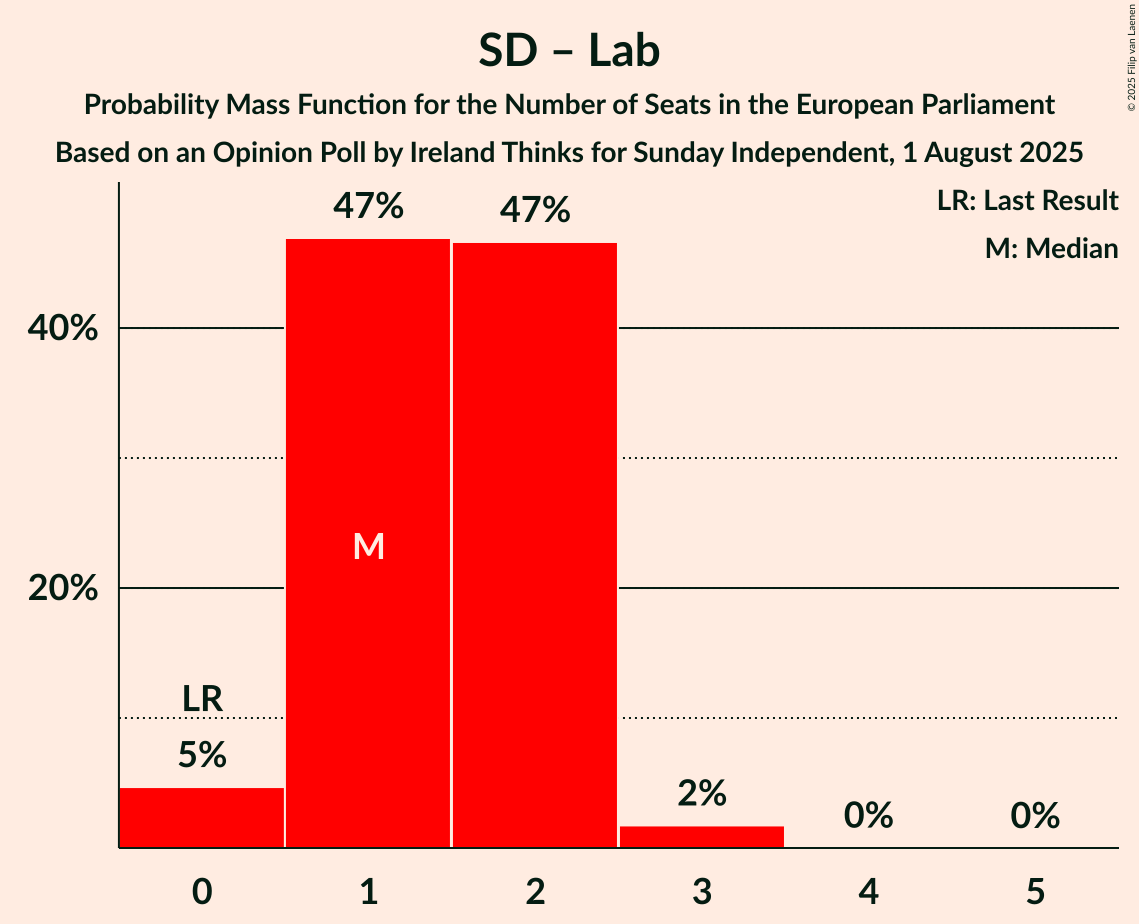 SD – Lab
Probability Mass Function for the Number of Seats in the European Parliament
Based on an Opinion Poll by Ireland Thinks for Sunday Independent, 1 August 2025
© 2025 Filip van Laenen
LR: Last Result
M: Median
47%
47%
40%
M
20%
LR
5%
2%
0%
0%
0
1
2
3
4
5